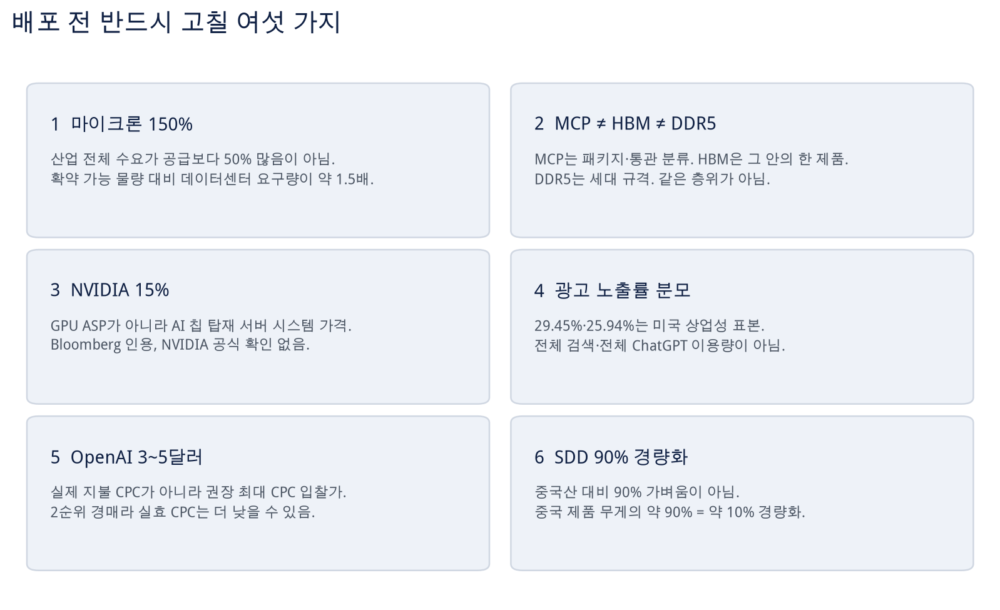 배포 전 반드시 고칠 여섯 가지
1 마이크론 150%
산업 전체 수요가 공급보다 50% 많음이 아님.
확약 가능 물량 대비 데이터센터 요구량이 약 1.5배.
2 MCP ≠ HBM ≠ DDR5
MCP는 패키지·통관 분류. HBM은 그 안의 한 제품.
DDR5는 세대 규격. 같은 층위가 아님.
3 NVIDIA 15%
GPU ASP가 아니라 AI 칩 탑재 서버 시스템 가격.
Bloomberg 인용, NVIDIA 공식 확인 없음.
4 광고 노출률 분모
29.45%·25.94%는 미국 상업성 표본.
전체 검색·전체 ChatGPT 이용량이 아님.
5 OpenAI 3~5달러
실제 지불 CPC가 아니라 권장 최대 CPC 입찰가.
2순위 경매라 실효 CPC는 더 낮을 수 있음.
6 SDD 90% 경량화
중국산 대비 90% 가벼움이 아님.
중국 제품 무게의 약 90% = 약 10% 경량화.